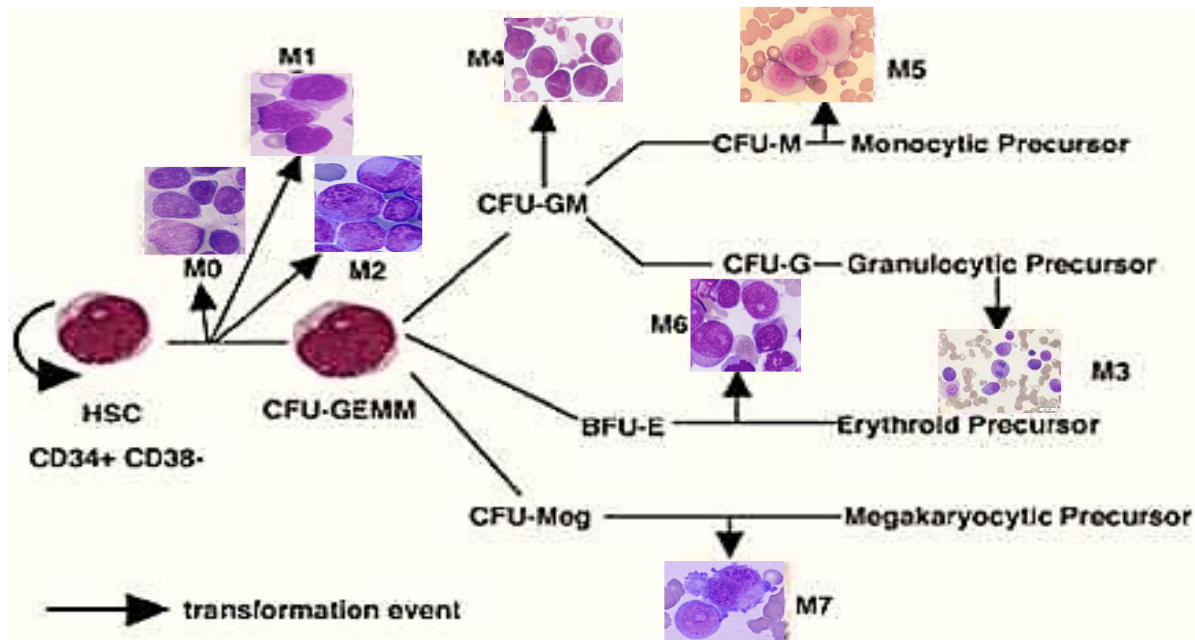 M1
M4
M5
CFU-M
Monocytic Precursor
CFU-GM
M0
M2
CFU-G
Granulocytic Precursor
M6
M3
HSC
CFU-GEMM
BFU-E
Erythroid Precursor
CD34+ CD38-
CFU-Meg
Megakaryocytic Precursor
transformation event
M7